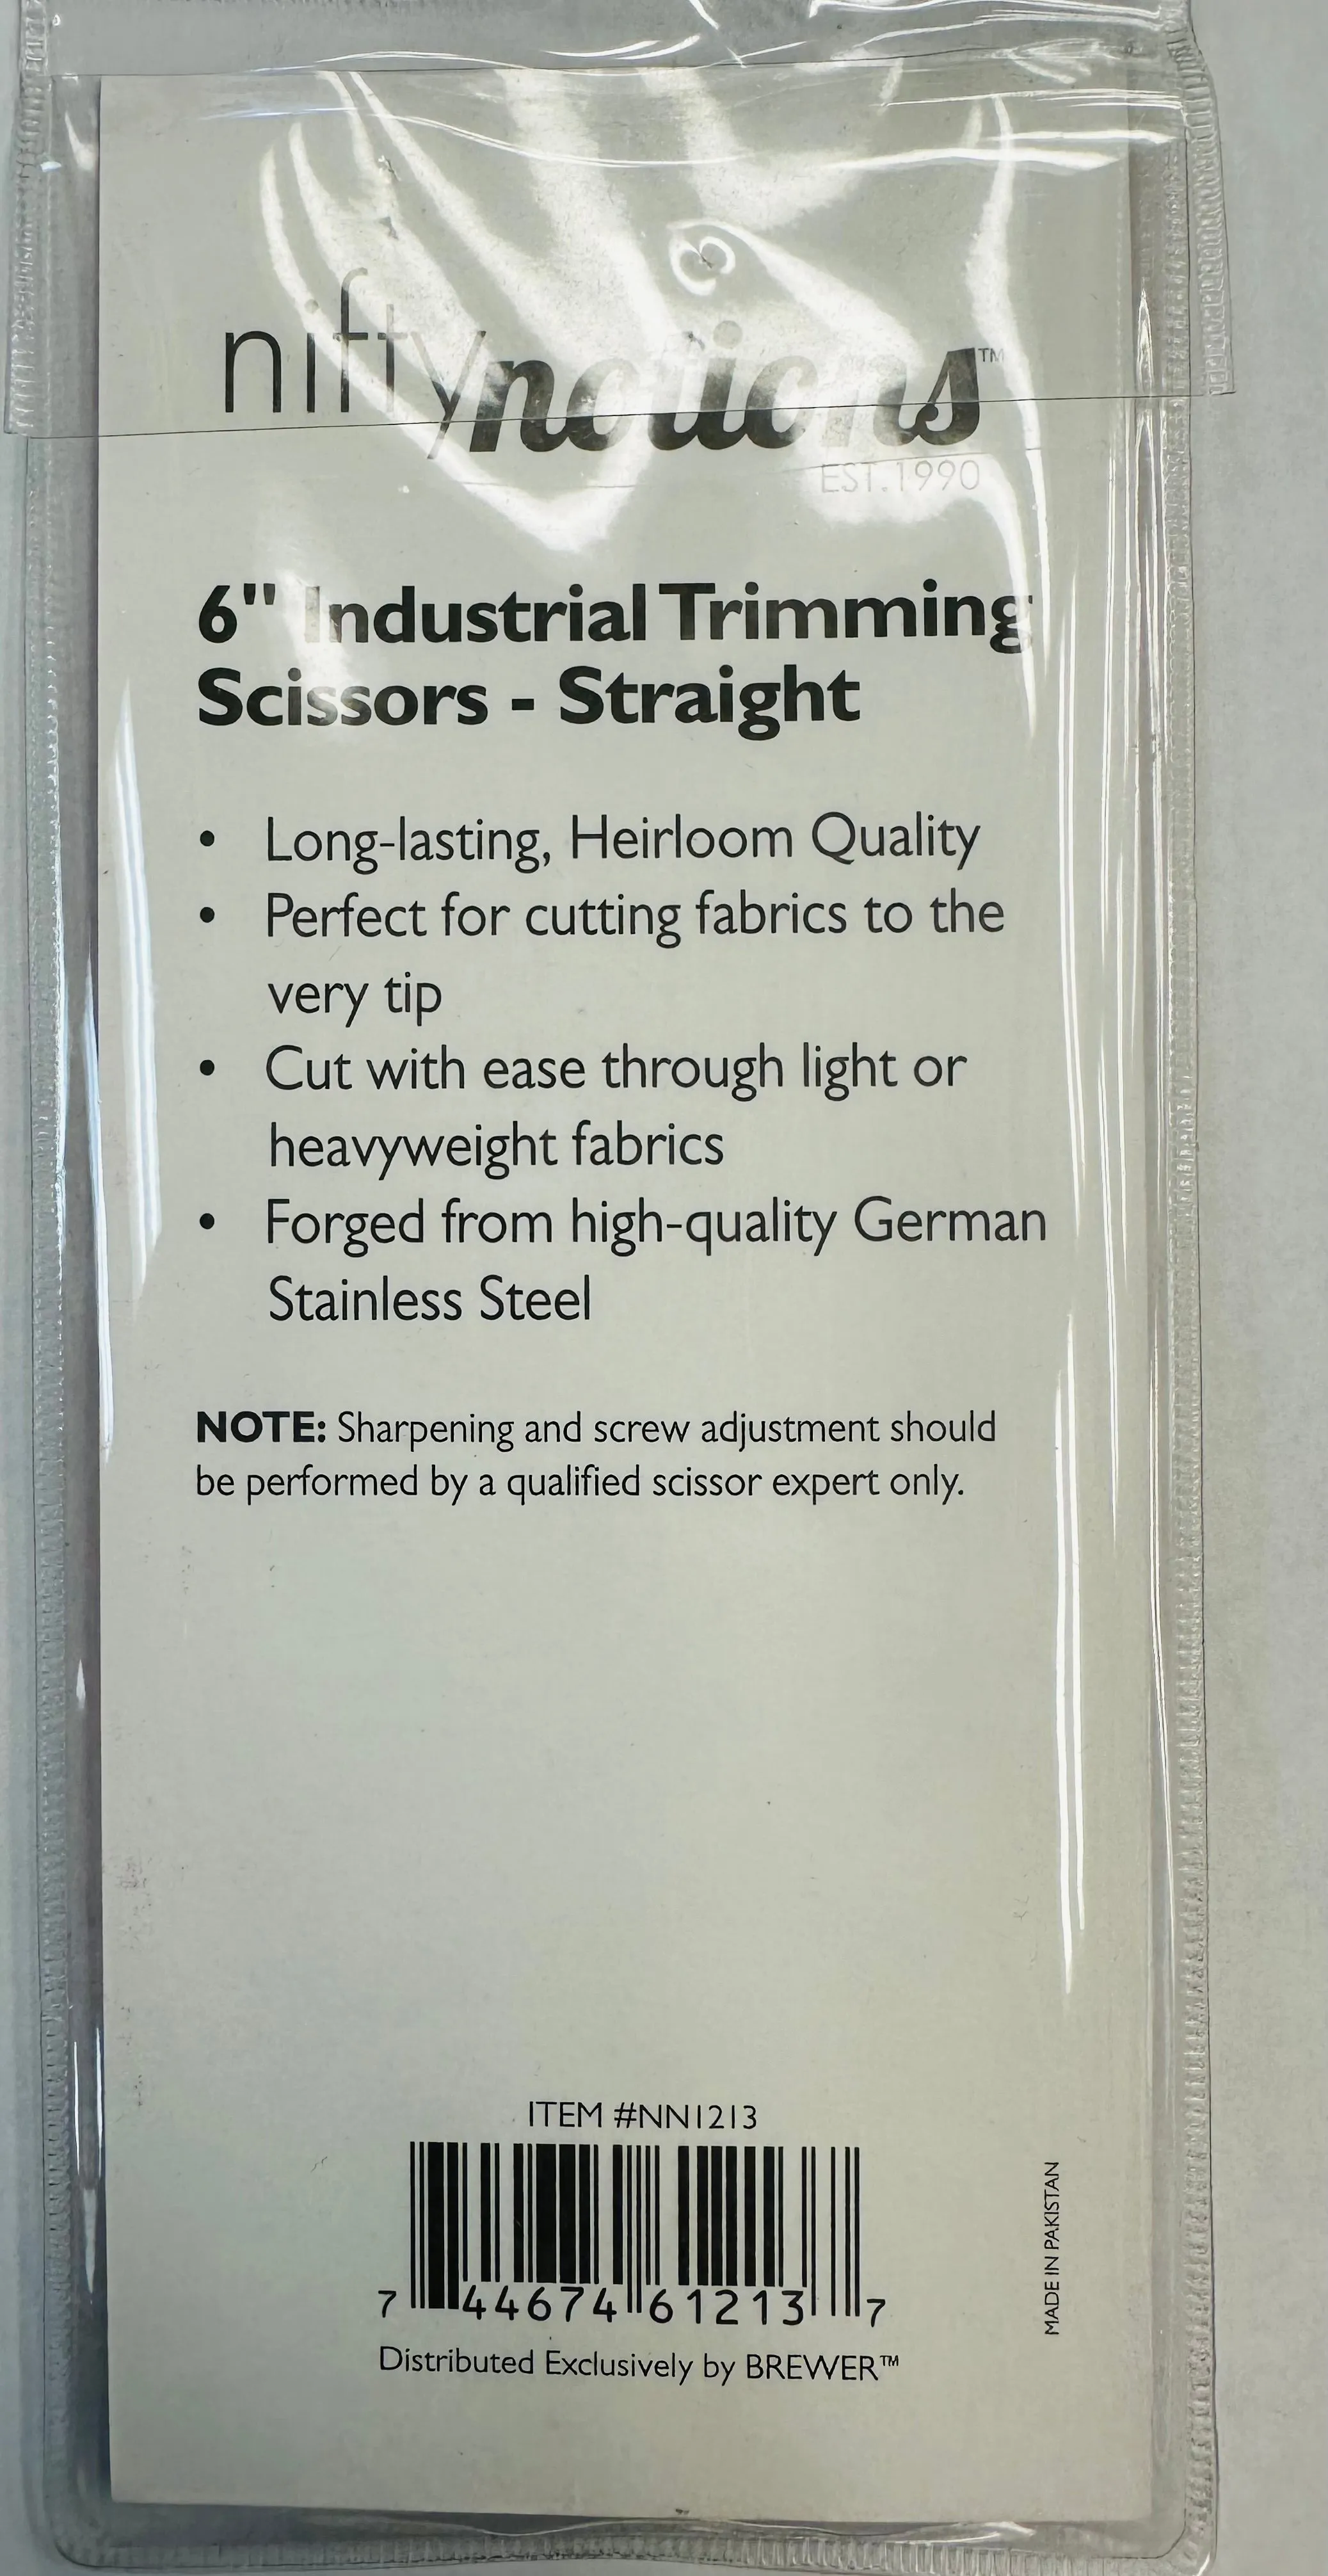 niftynotions™
EST.1990
6" Industrial Trimming
Scissors - Straight
• Long-lasting, Heirloom Quality
• Perfect for cutting fabrics to the
very tip
• Cut with ease through light or
heavyweight fabrics
• Forged from high-quality German
Stainless Steel
NOTE: Sharpening and screw adjustment should
be performed by a qualified scissor expert only.
ITEM #NN1213
7 44674 61213 7
Distributed Exclusively by BREWER™
MADE IN PAKISTAN